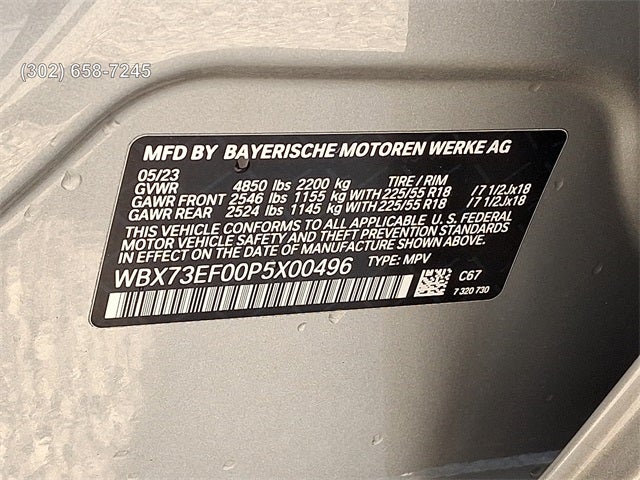 (302) 658-7245
MFD BY BAYERISCHE MOTOREN WERKE AG
05/23
GVWR 4850 lbs 2200 kg TIRE / RIM
GAWR FRONT 2546 lbs 1155 kg WITH 225/55 R18 /7 1/2Jx18
GAWR REAR 2524 lbs 1145 kg WITH 225/55 R18 /7 1/2Jx18
THIS VEHICLE CONFORMS TO ALL APPLICABLE U.S. FEDERAL
MOTOR VEHICLE SAFETY AND THEFT PREVENTION STANDARDS
IN EFFECT ON THE DATE OF MANUFACTURE SHOWN ABOVE.
WBX73EF00P5X00496 TYPE: MPV
C67
7 320 730